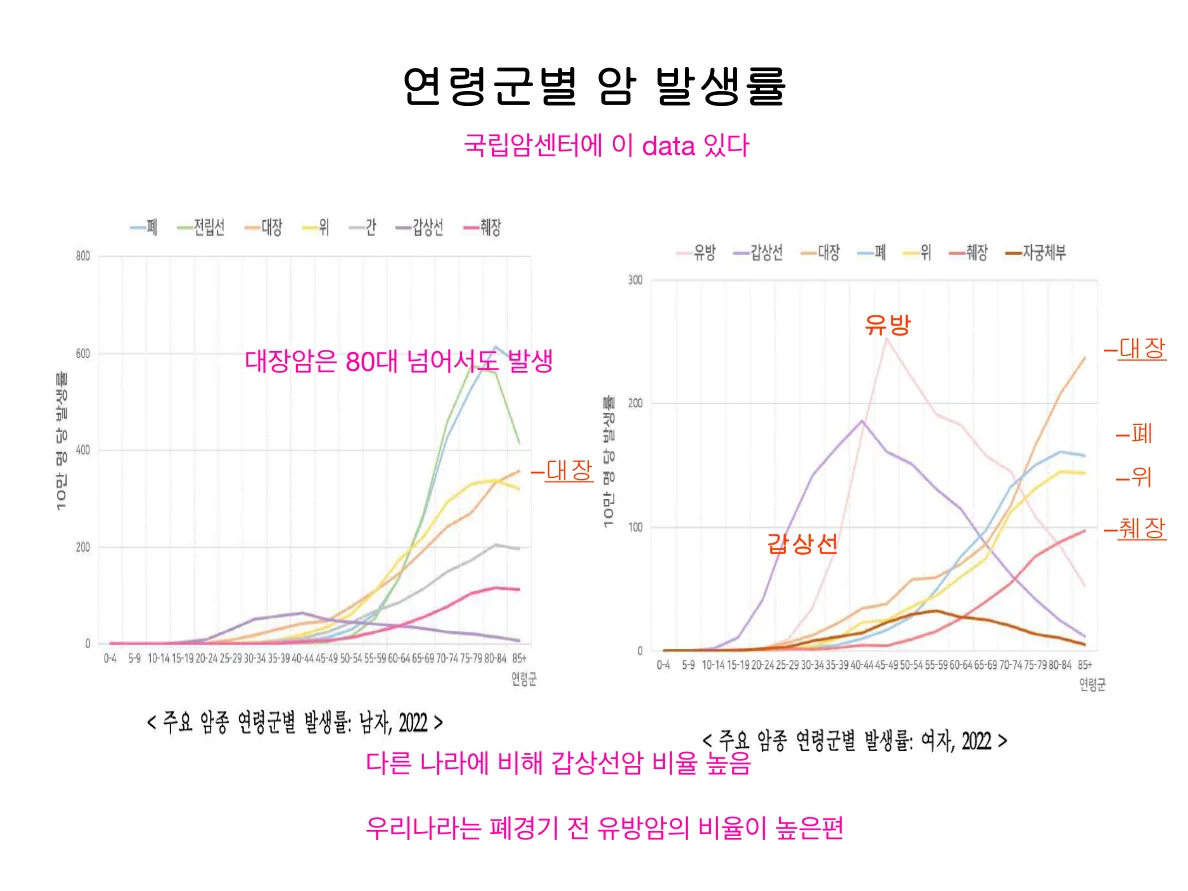 연령군별 암 발생률
국립암센터에 이 data 있다
폐 전립선 대장 위 간 갑상선 췌장
800
600
400
200
0
10만 명 당 발생률
대장암은 80대 넘어서도 발생
–대장
0-4 5-9 10-14 15-19 20-24 25-29 30-34 35-39 40-44 45-49 50-54 55-59 60-64 65-69 70-74 75-79 80-84 85+
연령군
< 주요 암종 연령군별 발생률: 남자, 2022 >
유방 갑상선 대장 폐 위 췌장 자궁체부
300
200
100
0
10만 명 당 발생률
유방
갑상선
–대장
–폐
–위
–췌장
0-4 5-9 10-14 15-19 20-24 25-29 30-34 35-39 40-44 45-49 50-54 55-59 60-64 65-69 70-74 75-79 80-84 85+
연령군
< 주요 암종 연령군별 발생률: 여자, 2022 >
다른 나라에 비해 갑상선암 비율 높음
우리나라는 폐경기 전 유방암의 비율이 높은편